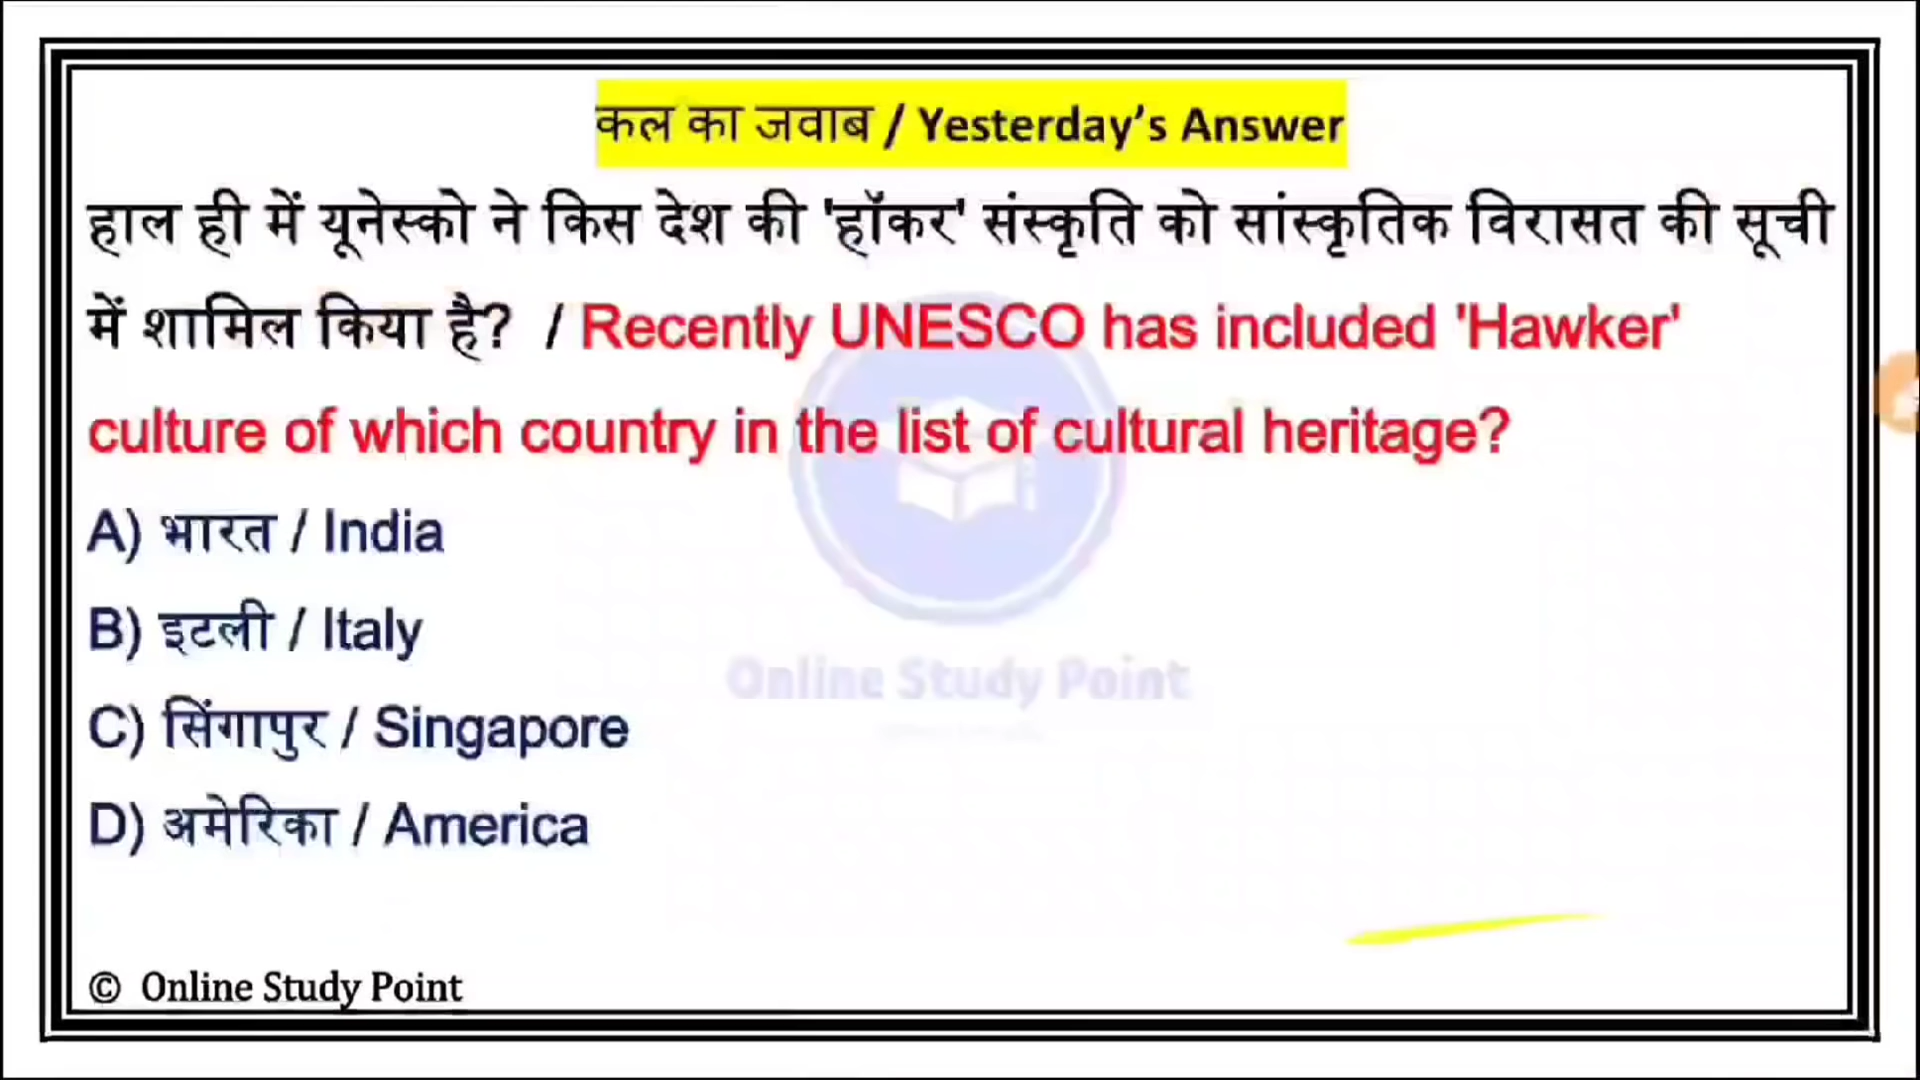 कल का जवाब / Yesterday’s Answer
हाल ही में यूनेस्को ने किस देश की 'हॉकर' संस्कृति को सांस्कृतिक विरासत की सूची
में शामिल किया है? / Recently UNESCO has included 'Hawker'
culture of which country in the list of cultural heritage?
A) भारत / India
B) इटली / Italy
Online Study Point
C) सिंगापुर / Singapore
D) अमेरिका / America
© Online Study Point